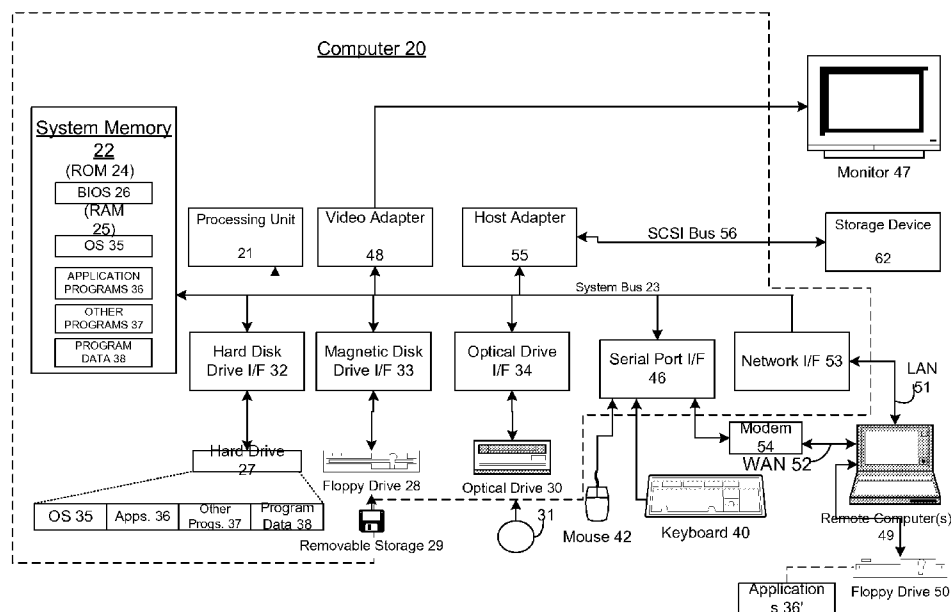 Computer 20
System Memory
22
(ROM 24)
BIOS 26
(RAM
25)
OS 35
APPLICATION
PROGRAMS 36
OTHER
PROGRAMS 37
PROGRAM
DATA 38
Processing Unit
21
Video Adapter
48
Host Adapter
55
SCSI Bus 56
Monitor 47
Storage Device
62
System Bus 23
Hard Disk
Drive I/F 32
Magnetic Disk
Drive I/F 33
Optical Drive
I/F 34
Serial Port I/F
46
Network I/F 53
LAN
51
Modem
54
WAN 52
Hard Drive
27
Floppy Drive 28
Optical Drive 30
OS 35
Apps. 36
Other
Progs. 37
Program
Data 38
Removable Storage 29
31
Mouse 42
Keyboard 40
Remote Computer(s)
49
Floppy Drive 50
Application
s 36'